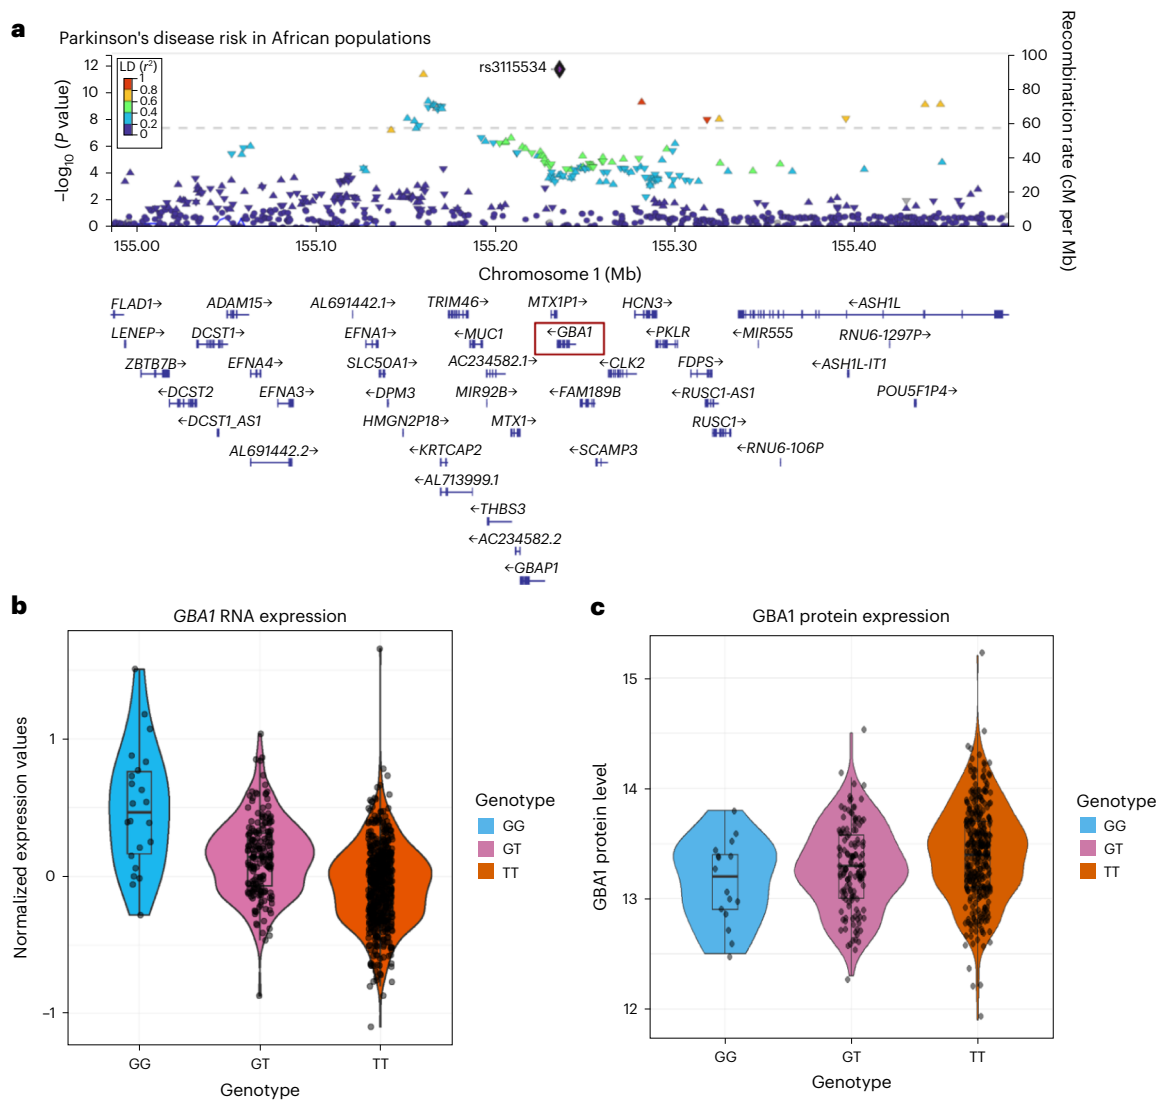 a
Parkinson's disease risk in African populations
−log10 (P value)
12
10
8
6
4
2
0
LD (r2)
1
0.8
0.6
0.4
0.2
0
rs3115534
100
80
60
40
20
0
Recombination rate (cM per Mb)
155.00 155.10 155.20 155.30 155.40
Chromosome 1 (Mb)
FLAD1→ ADAM15→ AL691442.1→ TRIM46→ MTX1P1→ HCN3→ ←ASH1L
LENEP→ DCST1→ EFNA1→ ←MUC1 ←GBA1 ←PKLR ←MIR555 RNU6-1297P→
ZBTB7B→ EFNA4→ SLC50A1→ AC234582.1→ ←CLK2 FDPS→ ←ASH1L-IT1
←DCST2 EFNA3→ ←DPM3 MIR92B→ ←FAM189B ←RUSC1-AS1 POU5F1P4→
←DCST1_AS1 HMGN2P18→ MTX1→ RUSC1→
AL691442.2→ ←KRTCAP2 ←SCAMP3 ←RNU6-106P
←AL713999.1
←THBS3
←AC234582.2
←GBAP1
b
GBA1 RNA expression
Normalized expression values
1
0
−1
GG GT TT
Genotype
Genotype
GG
GT
TT
c
GBA1 protein expression
GBA1 protein level
15
14
13
12
GG GT TT
Genotype
Genotype
GG
GT
TT